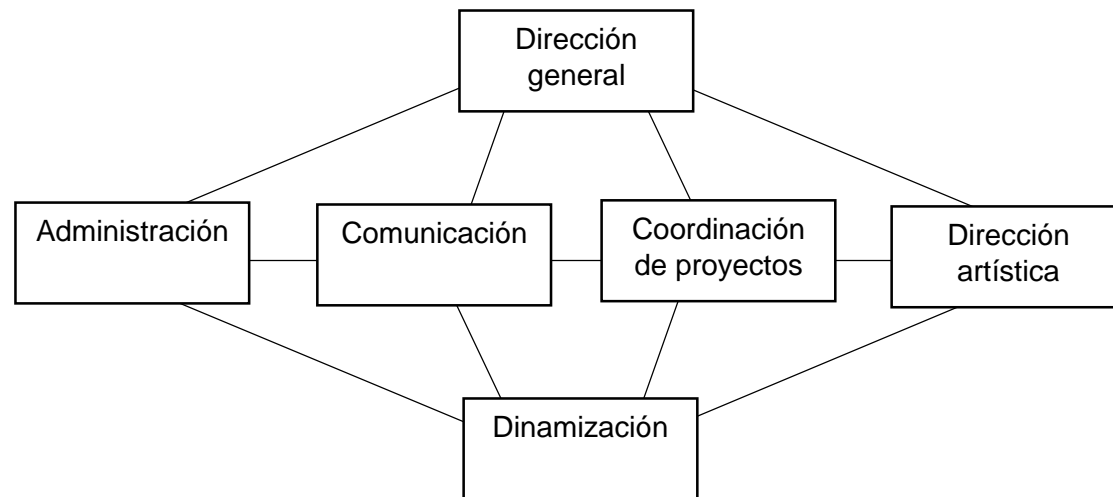 Dirección
general
Administración
Comunicación
Coordinación
de proyectos
Dirección
artística
Dinamización